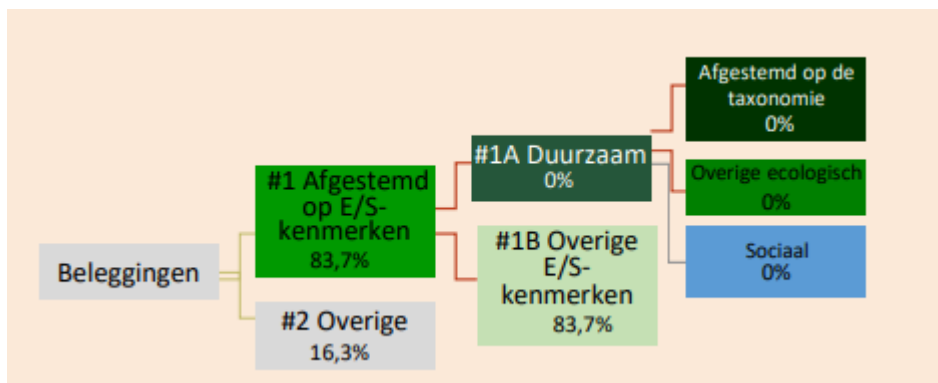 Beleggingen
#1 Afgestemd
op E/S-
kenmerken
83,7%
#2 Overige
16,3%
#1A Duurzaam
0%
#1B Overige
E/S-
kenmerken
83,7%
Afgestemd op de
taxonomie
0%
Overige ecologisch
0%
Sociaal
0%